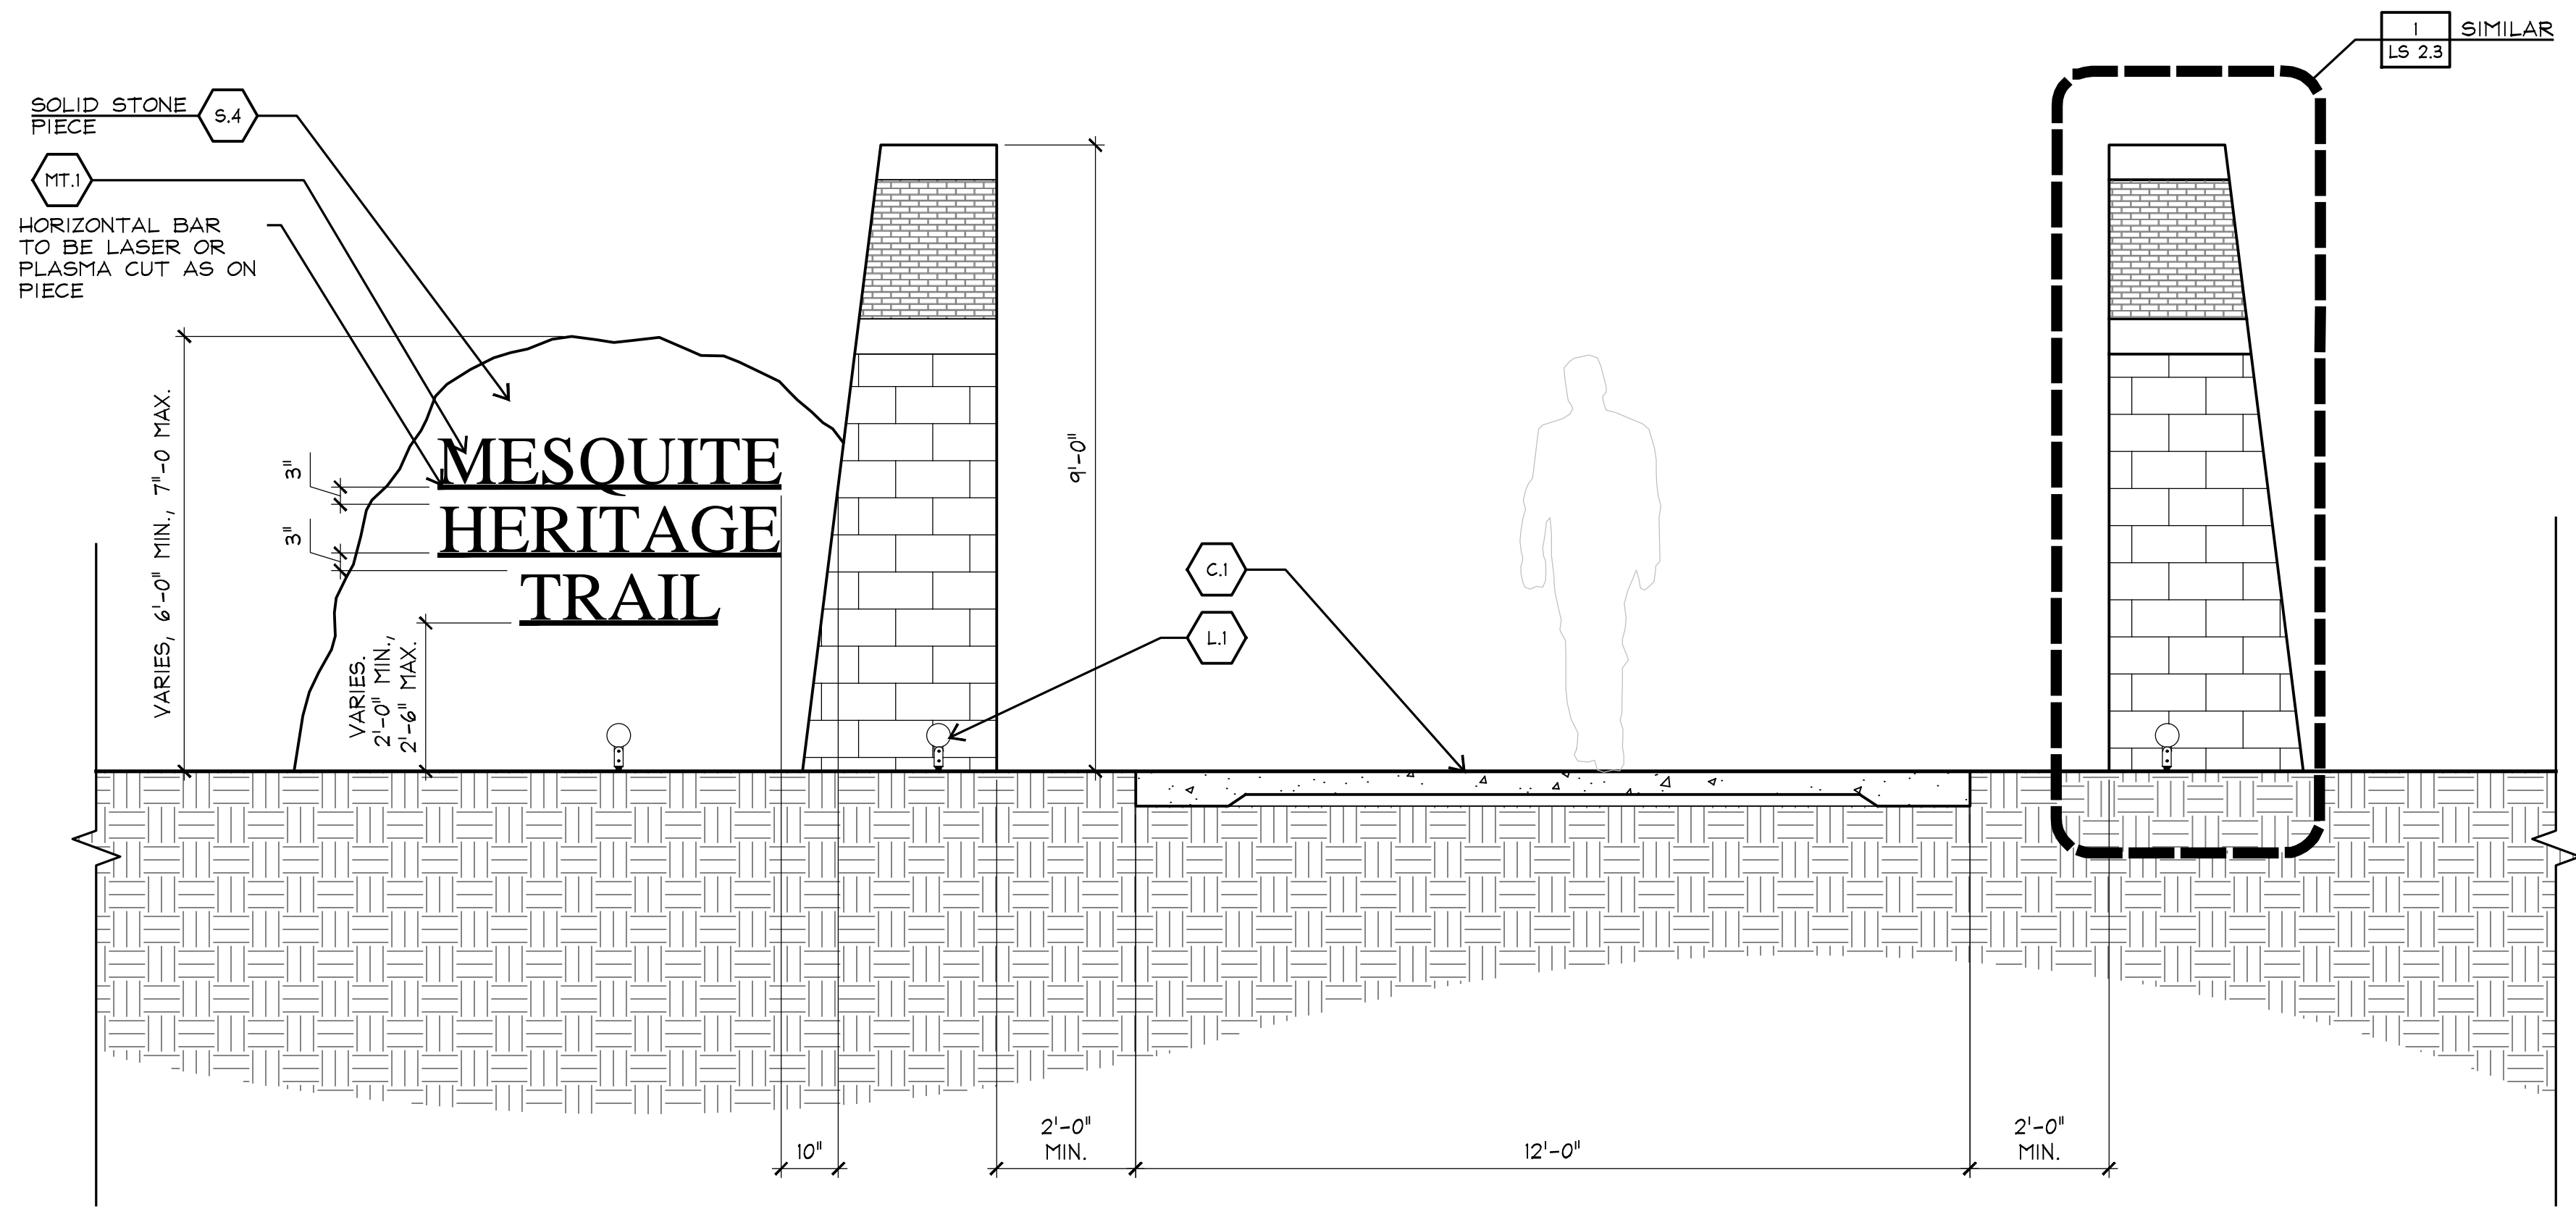 1
LS 2.3
SIMILAR
SOLID STONE
PIECE
S.4
MT.1
HORIZONTAL BAR
TO BE LASER OR
PLASMA CUT AS ON
PIECE
VARIES, 6'-0" MIN., 7"-0 MAX.
3"
3"
MESQUITE
HERITAGE
TRAIL
VARIES.
2'-0" MIN.,
2'-6" MAX.
9'-0"
C.1
L.1
10"
2'-0"
MIN.
12'-0"
2'-0"
MIN.